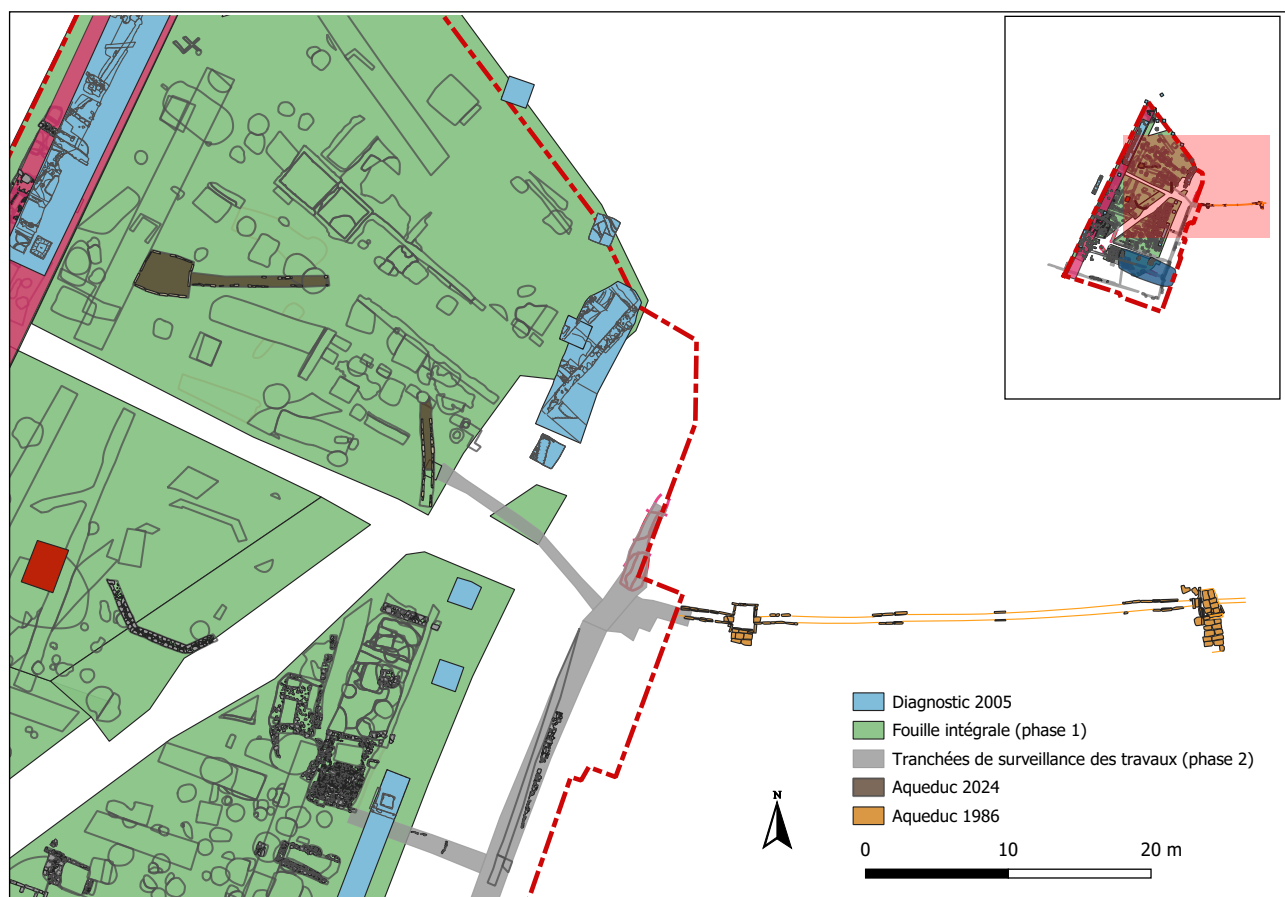 Diagnostic 2005
Fouille intégrale (phase 1)
Tranchées de surveillance des travaux (phase 2)
Aqueduc 2024
Aqueduc 1986
N
0 10 20 m